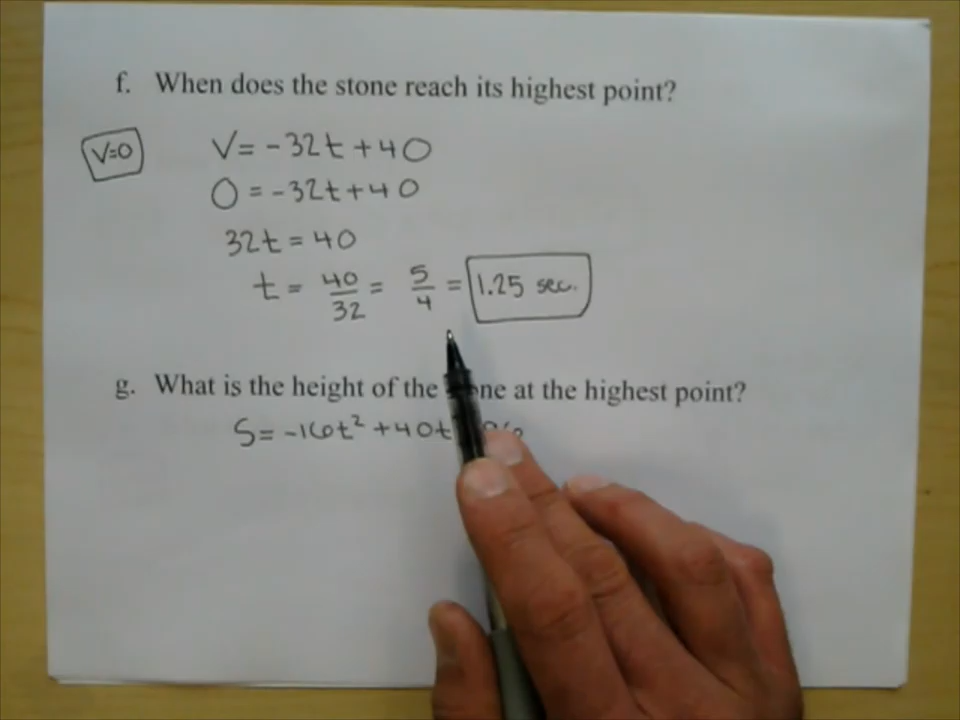 f. When does the stone reach its highest point?
V=0
V= -32t +40
0 = -32t+40
32t = 40
t = 40/32 = 5/4 = 1.25 sec.
g. What is the height of the at the highest point?
S= -16t² +40t